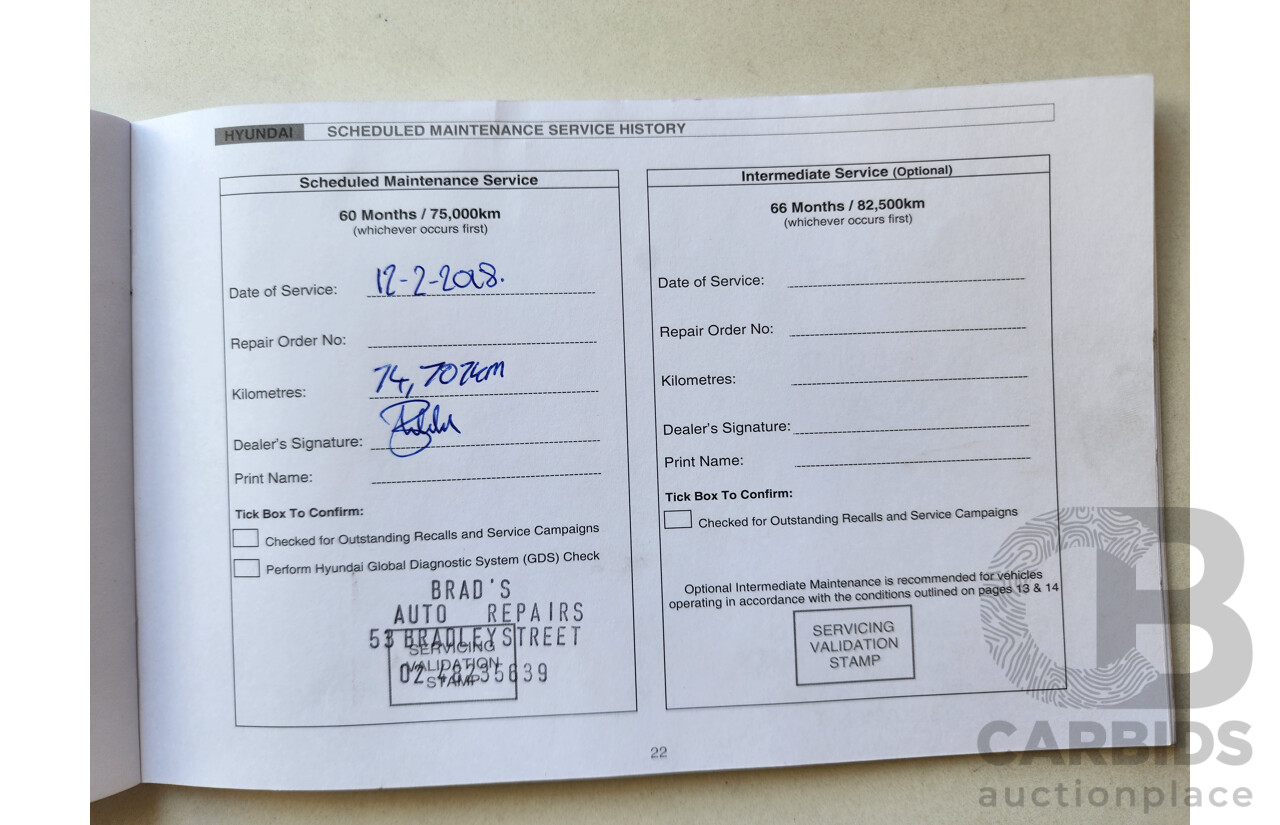 HYUNDAI SCHEDULED MAINTENANCE SERVICE HISTORY
Scheduled Maintenance Service
60 Months / 75,000km
(whichever occurs first)
Date of Service: 12-2-2018.
Repair Order No:
Kilometres: 74,707km
Dealer's Signature:
Print Name:
Tick Box To Confirm:
Checked for Outstanding Recalls and Service Campaigns
Perform Hyundai Global Diagnostic System (GDS) Check
BRAD'S
AUTO REPAIRS
53 BRADLEY STREET
SERVICING
VALIDATION
02 48235639
STAMP
Intermediate Service (Optional)
66 Months / 82,500km
(whichever occurs first)
Date of Service:
Repair Order No:
Kilometres:
Dealer's Signature:
Print Name:
Tick Box To Confirm:
Checked for Outstanding Recalls and Service Campaigns
Optional Intermediate Maintenance is recommended for vehicles
operating in accordance with the conditions outlined on pages 13 & 14
SERVICING
VALIDATION
STAMP
22
CB
CARBIDS
auctionplace